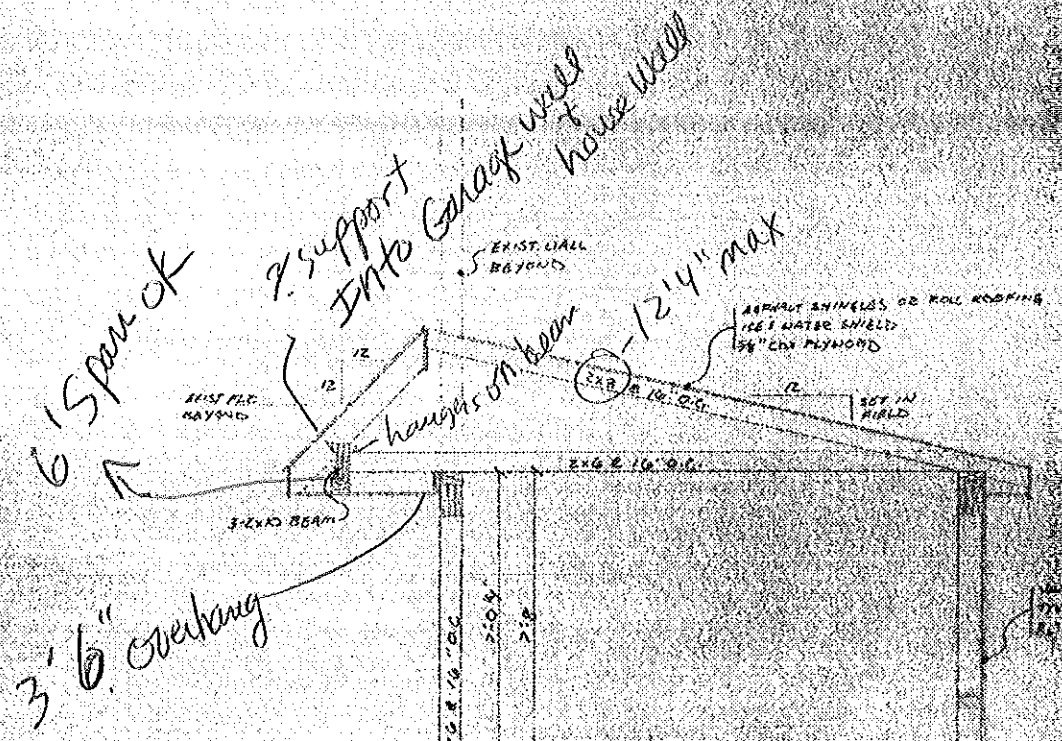 6' Span ok
? support
Into Garage wall
+
house wall
EXIST. WALL
BEYOND
12'4" max
ASPHALT SHINGLES OR ROLL ROOFING
ICE & WATER SHIELD
5/8" CDX PLYWOOD
12
12
EXIST FLR
BEYOND
hangers on beam
2x8 @ 16" O.C.
12
SET IN
FIELD
2x6 @ 16" O.C.
3-2x10 BEAM
3'6" overhang
16" O.C.